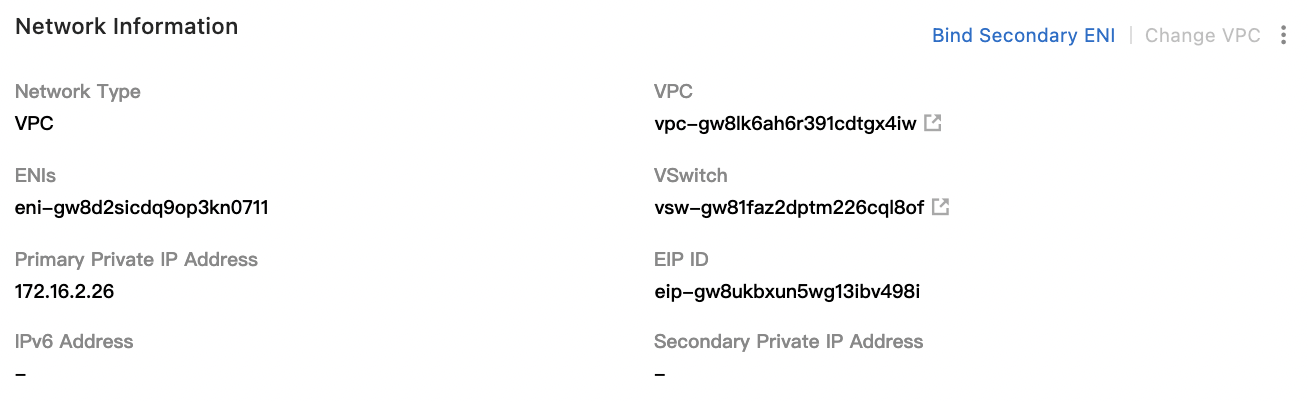 Network Information
Bind Secondary ENI | Change VPC
Network Type
VPC
VPC
vpc-gw8lk6ah6r391cdtgx4iw
ENIs
eni-gw8d2sicdq9op3kn0711
VSwitch
vsw-gw81faz2dptm226cql8of
Primary Private IP Address
172.16.2.26
EIP ID
eip-gw8ukbxun5wg13ibv498i
IPv6 Address
-
Secondary Private IP Address
-